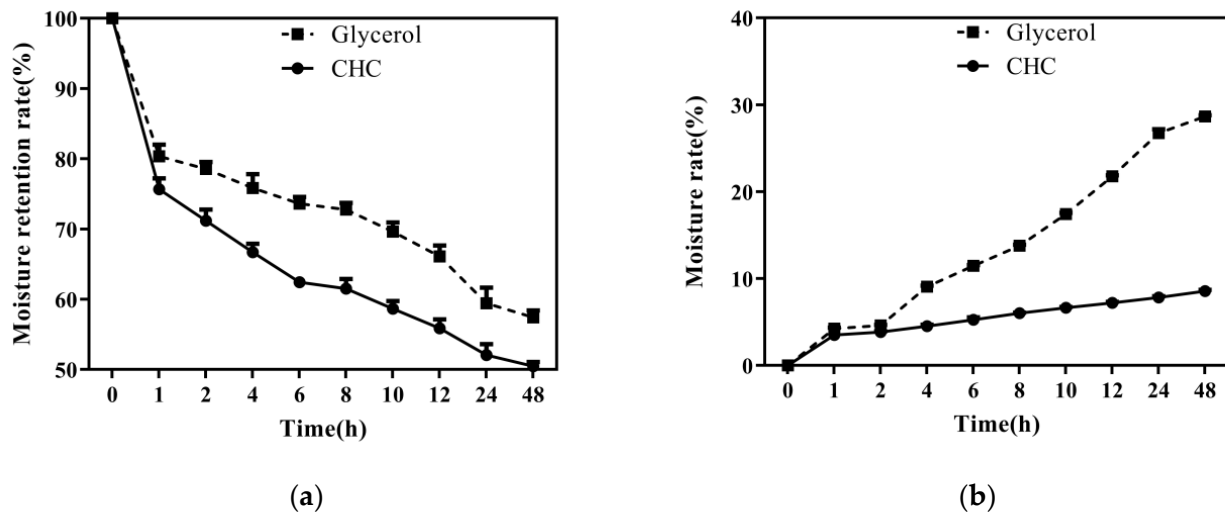 Moisture retention rate(%)
100
90
80
70
60
50
Glycerol
CHC
0 1 2 4 6 8 10 12 24 48
Time(h)
(a)
Moisture rate(%)
40
30
20
10
0
Glycerol
CHC
0 1 2 4 6 8 10 12 24 48
Time(h)
(b)